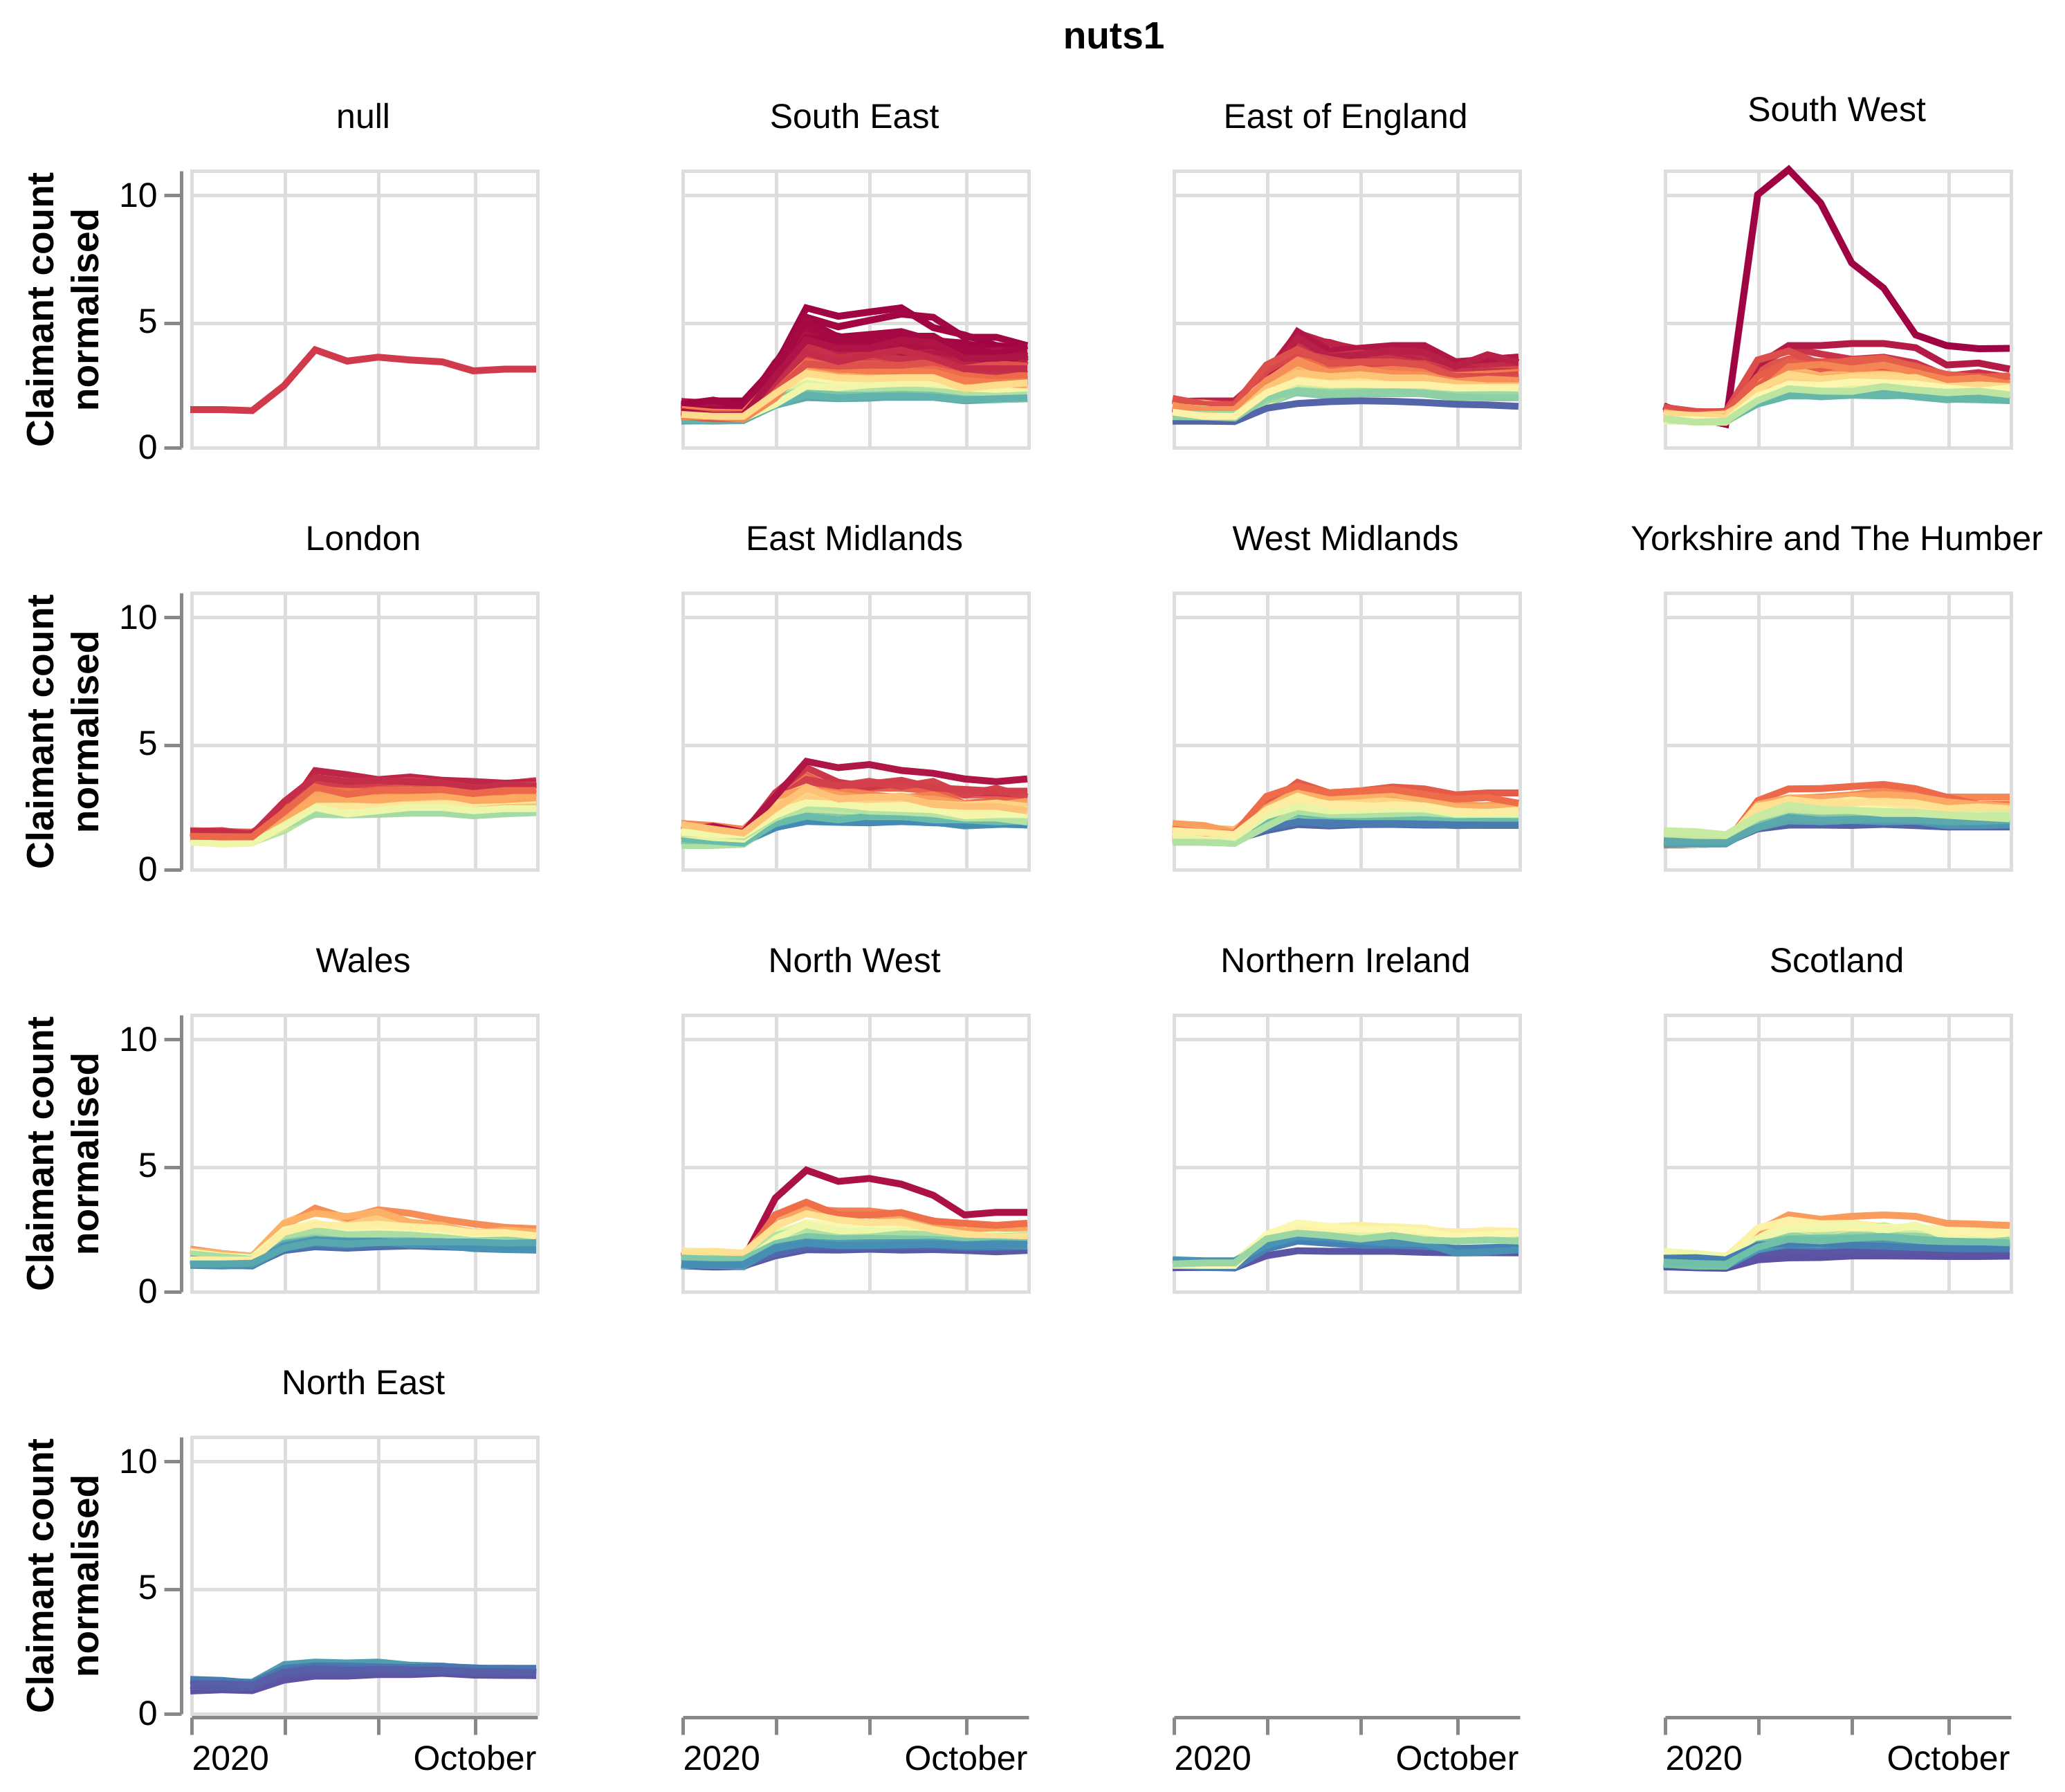 nuts1
null
South East
East of England
South West
Claimant count
normalised
10
5
0
London
East Midlands
West Midlands
Yorkshire and The Humber
Claimant count
normalised
10
5
0
Wales
North West
Northern Ireland
Scotland
Claimant count
normalised
10
5
0
North East
Claimant count
normalised
10
5
0
2020 October
2020 October
2020 October
2020 October